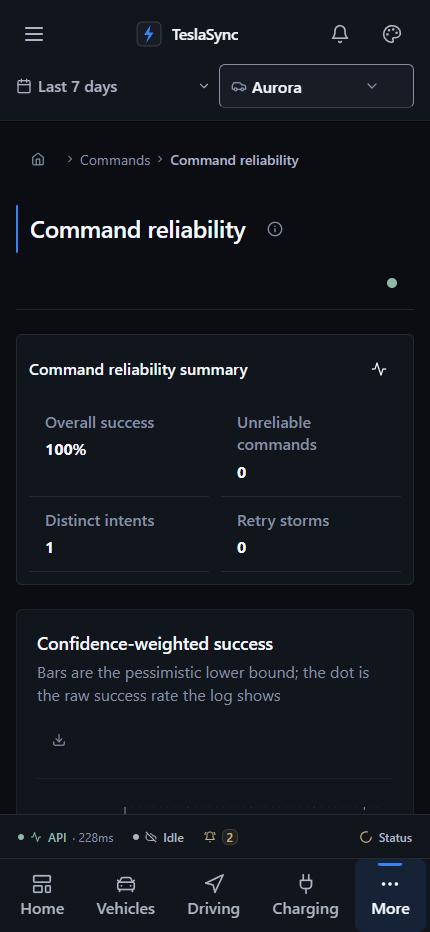 TeslaSync
Last 7 days
Aurora
Commands
Command reliability
Command reliability
Command reliability summary
Overall success
100%
Unreliable
commands
0
Distinct intents
1
Retry storms
0
Confidence-weighted success
Bars are the pessimistic lower bound; the dot is
the raw success rate the log shows
API · 228ms
Idle
2
Status
Home
Vehicles
Driving
Charging
More